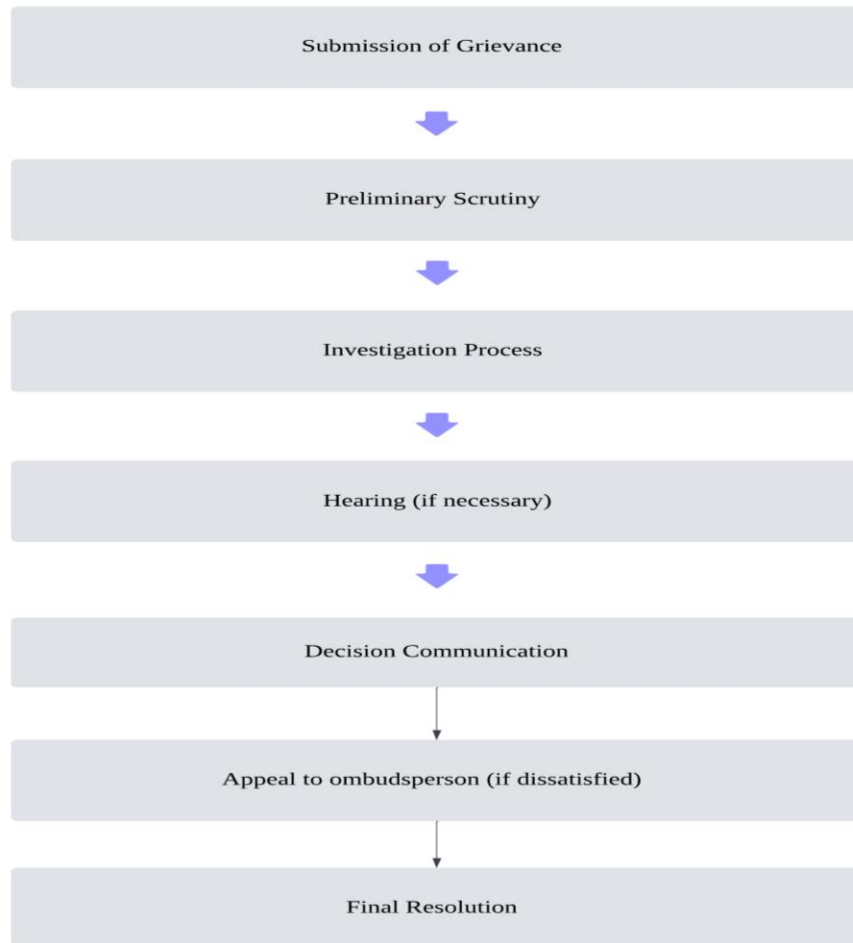 Submission of Grievance
Preliminary Scrutiny
Investigation Process
Hearing (if necessary)
Decision Communication
Appeal to ombudsperson (if dissatisfied)
Final Resolution